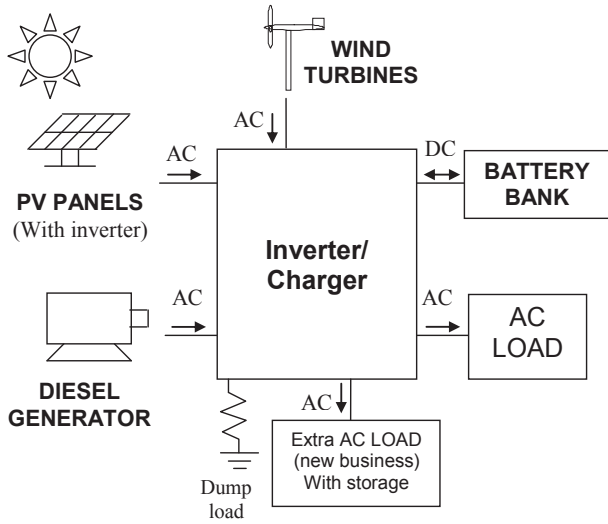 WIND
TURBINES
AC
AC
DC
BATTERY
BANK
PV PANELS
(With inverter)
Inverter/
Charger
AC
AC
AC
LOAD
DIESEL
GENERATOR
AC
Extra AC LOAD
(new business)
With storage
Dump
load